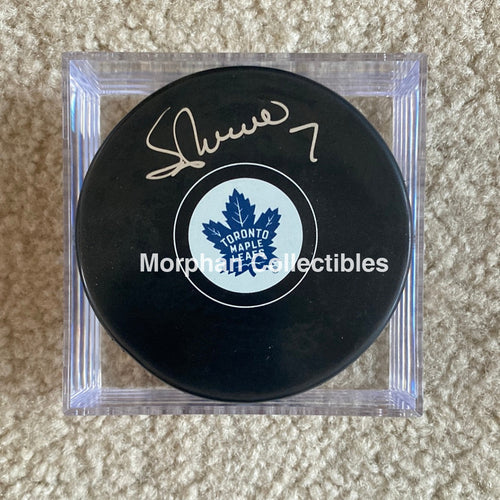 7
TORONTO
MAPLE
LEAFS
Morphan Collectibles